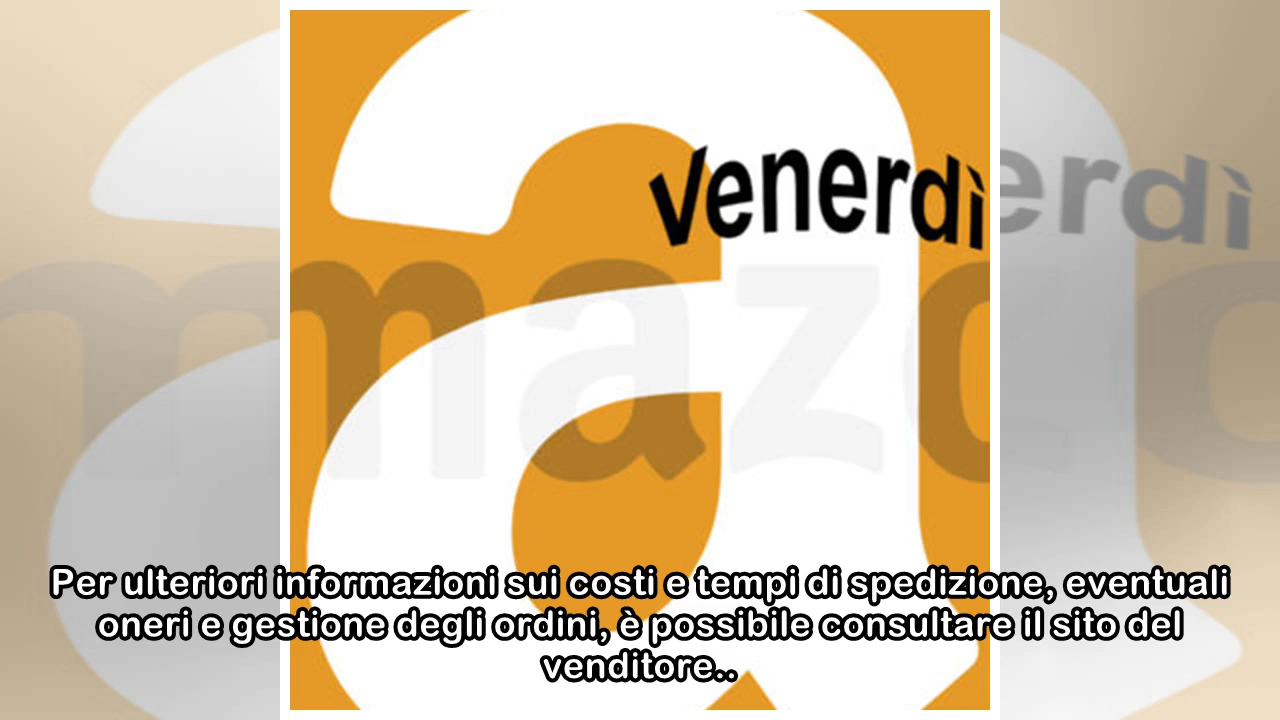 Venerdì
mazo
Per ulteriori informazioni sui costi e tempi di spedizione, eventuali
oneri e gestione degli ordini, è possibile consultare il sito del
venditore..